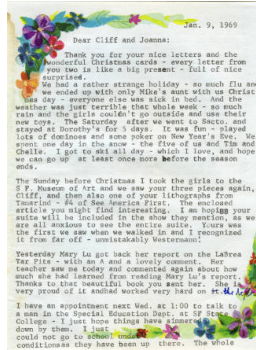 Jan. 9, 1969
Dear Cliff and Joanna:
Thank you for your nice letters and the
wonderful Christmas cards - every letter from
you two is like a big present - full of nice
surprises.
We had a rather strange holiday - so much flu and
we ended up with only Mike's aunt with us Christ
mas day - everyone else was sick in bed. And the
weather was just terrible that whole week - so much
rain and the girls couldn't go outside and use their
new toys. The Saturday after we went to Sacto. and
stayed at Dorothy's for 5 days. It was fun - played
lots of dominoes and some poker on New Year's Eve. We
spent one day in the snow - the five of us and Tim and
Cheile. I got to ski all day - which I love, and hope
we can go up at least once more before the season
ends.
The Sunday before Christmas I took the girls to the
S F. Museum of Art and we saw your three pieces again,
Cliff, and then also one of your lithographs from
Tamarind - #4 of See America First. The enclosed
article you might find interesting. I am hoping your
suite will be included in the show they mention, as we
are all anxious to see the entire suite. Yours was
the first we saw when we walked in and I recognized
it from far off - unmistakably Westermann!
Yesterday Mary Lu got back her report on the LaBrea
Tar Pits - with an A and a lovely comment. Her
teacher saw me today and commented again about how
much she had learned from reading Mary Lu's report.
Thanks to that beautiful book you sent her. She is
very proud of it and worked very hard on it.
I have an appointment next Wed. at 1:00 to talk to
a man in the Special Education Dept. at SF State
College - I just hope things have simmered
down by them. I just
could not go to school under
conditions as they have been up there. The whole